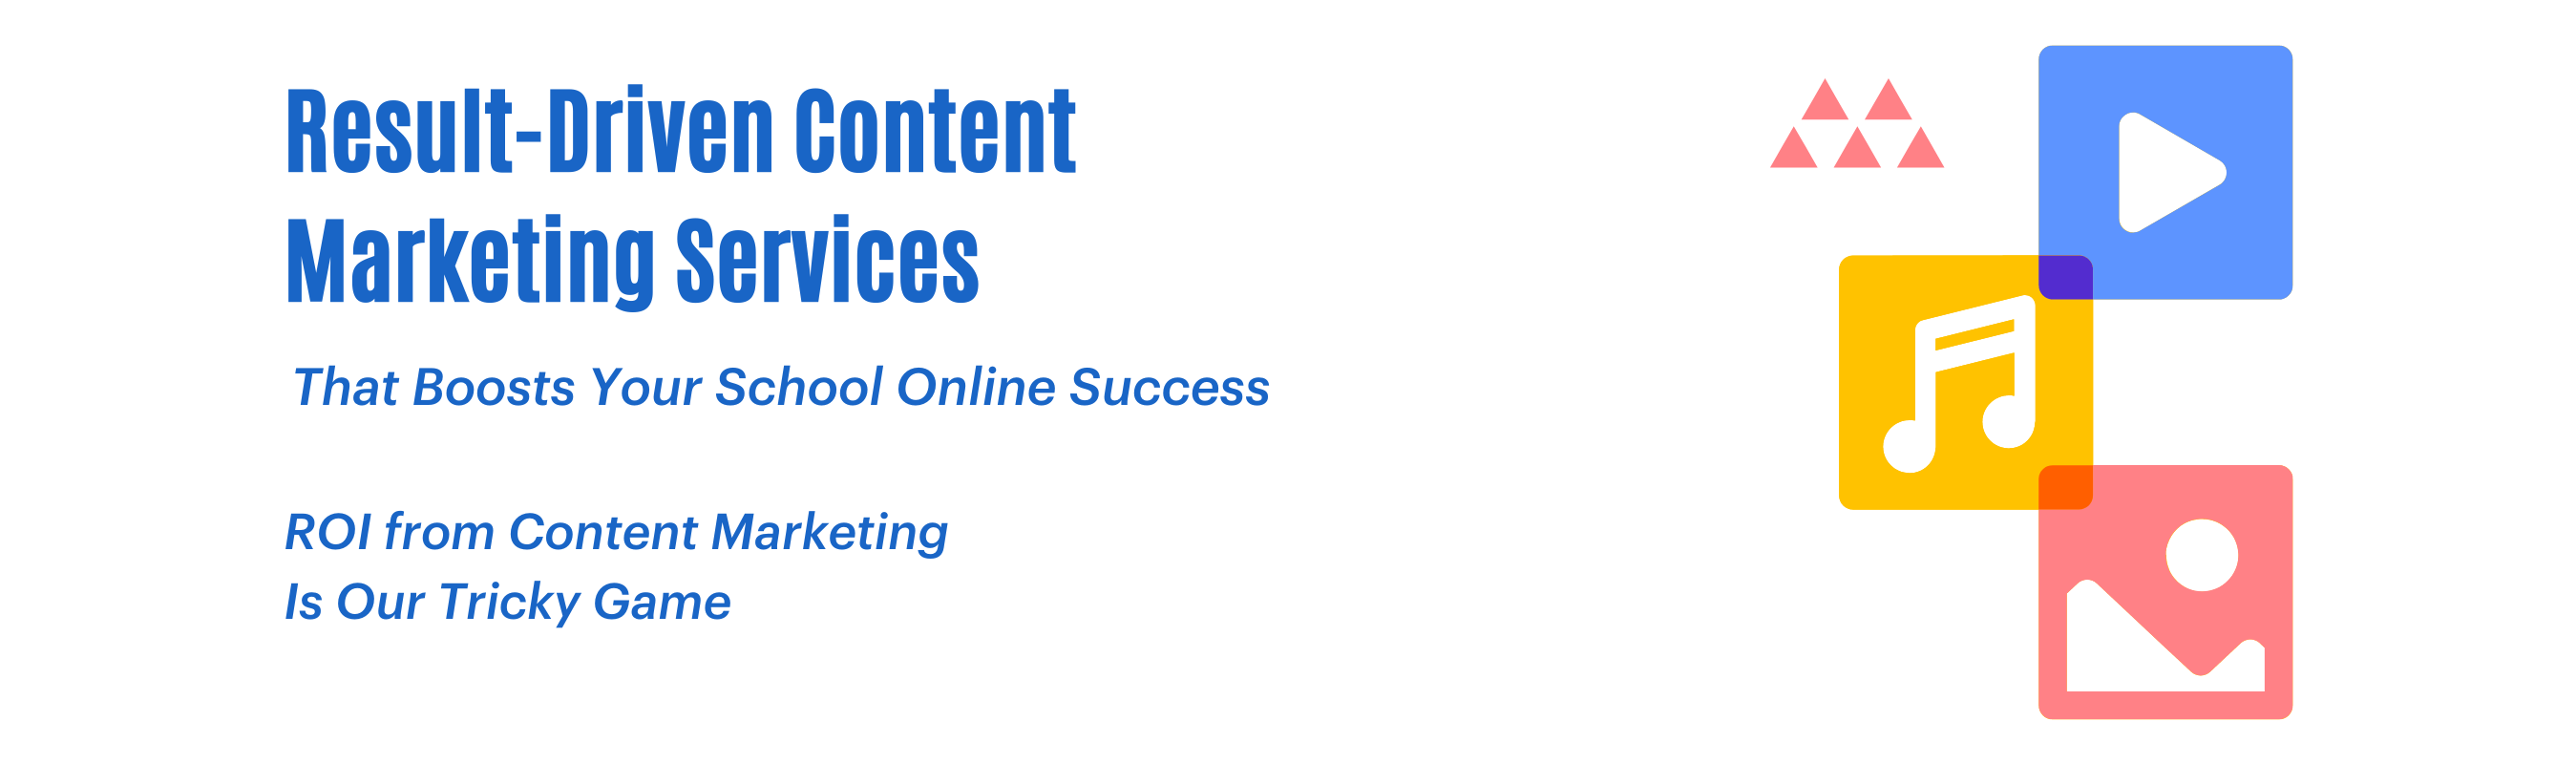 Result-Driven Content
Marketing Services
That Boosts Your School Online Success
ROI from Content Marketing
Is Our Tricky Game